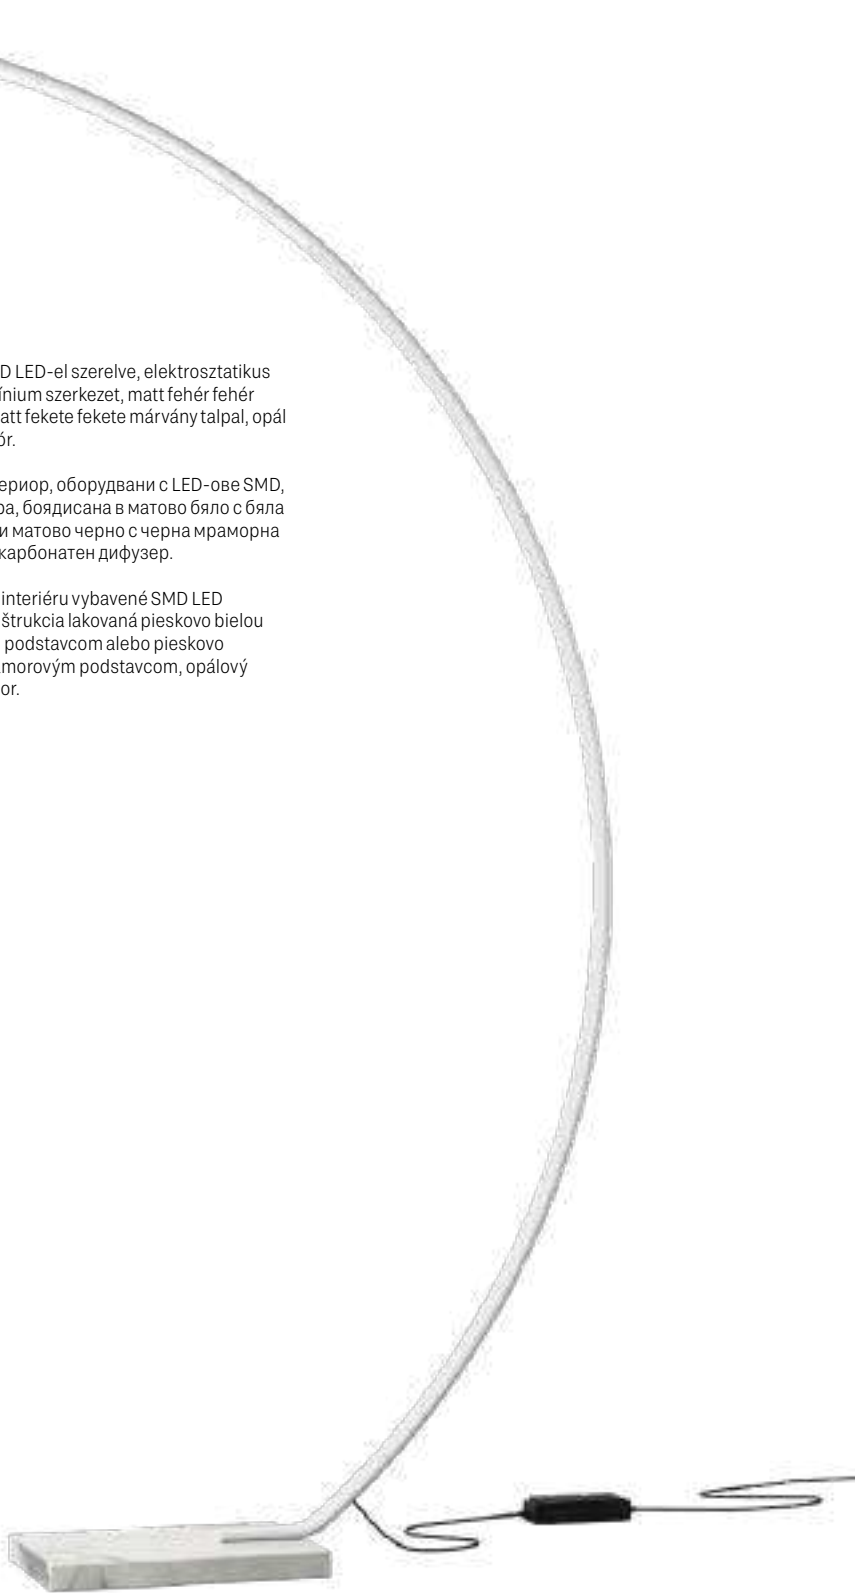 D LED-el szerelve, elektrosztatikus
ínium szerkezet, matt fehér fehér
att fekete fekete márvány talpal, opál
ór.
ериор, оборудвани с LED-ове SMD,
ра, боядисана в матово бяло с бяла
и матово черно с черна мраморна
карбонатен дифузер.
interiéru vybavené SMD LED
štrukcia lakovaná pieskovo bielou
podstavcom alebo pieskovo
morovým podstavcom, opálový
or.